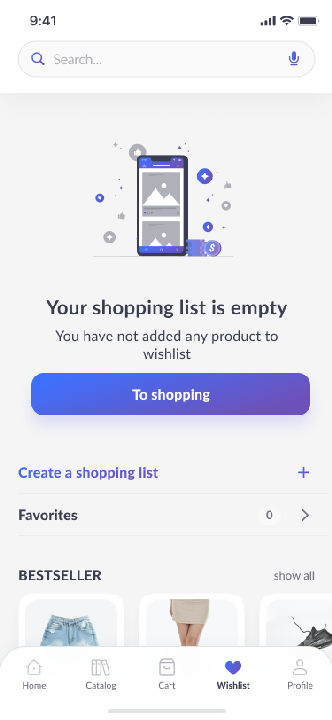 9:41
Search...
Your shopping list is empty
You have not added any product to
wishlist
To shopping
Create a shopping list
Favorites 0
BESTSELLER show all
Home Catalog Cart Wishlist Profile